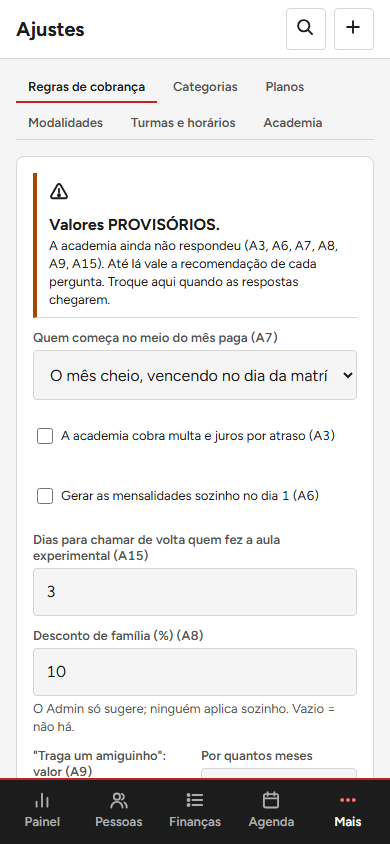 Ajustes
Regras de cobrança
Categorias
Planos
Modalidades
Turmas e horários
Academia
Valores PROVISÓRIOS.
A academia ainda não respondeu (A3, A6, A7, A8,
A9, A15). Até lá vale a recomendação de cada
pergunta. Troque aqui quando as respostas
chegarem.
Quem começa no meio do mês paga (A7)
O mês cheio, vencendo no dia da matrí
A academia cobra multa e juros por atraso (A3)
Gerar as mensalidades sozinho no dia 1 (A6)
Dias para chamar de volta quem fez a aula
experimental (A15)
3
Desconto de família (%) (A8)
10
O Admin só sugere; ninguém aplica sozinho. Vazio =
não há.
"Traga um amiguinho":
valor (A9)
Por quantos meses
Painel
Pessoas
Finanças
Agenda
Mais